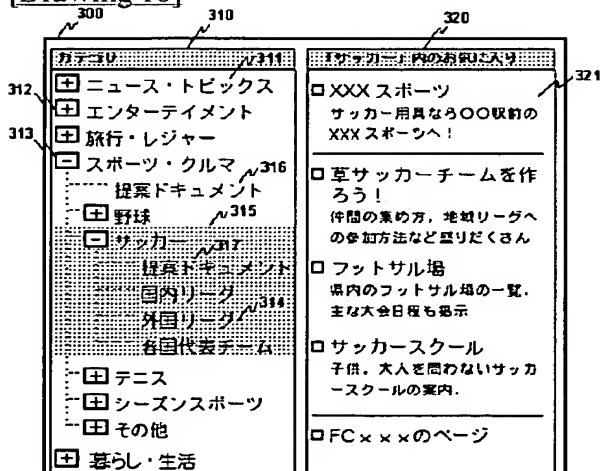 300
310
320
カテゴリ
311
ニュース・トピックス
312
エンターテイメント
旅行・レジャー
313
スポーツ・クルマ
316
提案ドキュメント
野球
315
サッカー
317
提案ドキュメント
国内リーグ
314
外国リーグ
各国代表チーム
テニス
シーズンスポーツ
その他
暮らし・生活
「サッカー」内のお気に入り
321
XXX スポーツ
サッカー用具なら〇〇駅前の
XXX スポーツへ!
草サッカーチームを作
ろう!
仲間の集め方，地域リーグへ
の参加方法など盛りだくさん
フットサル場
県内のフットサル場の一覧．
主な大会日程も掲示
サッカースクール
子供，大人を問わないサッカ
ースクールの案内．
FC×××のページ